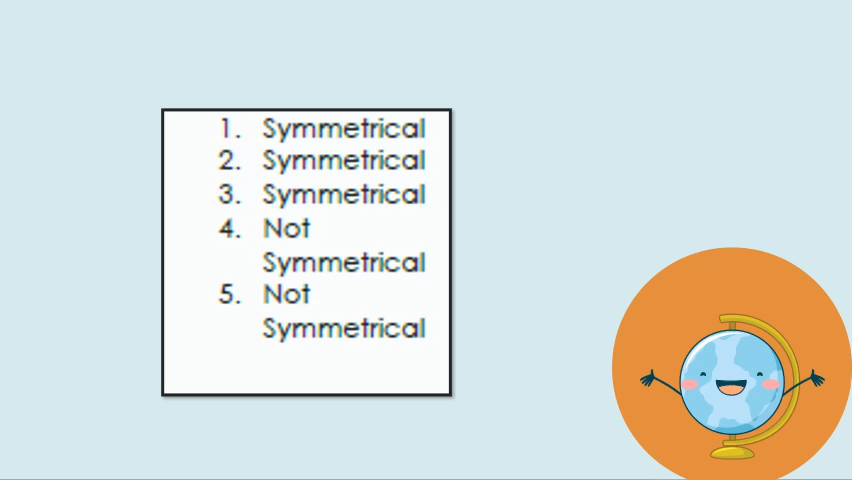 1. Symmetrical
2. Symmetrical
3. Symmetrical
4. Not
Symmetrical
5. Not
Symmetrical